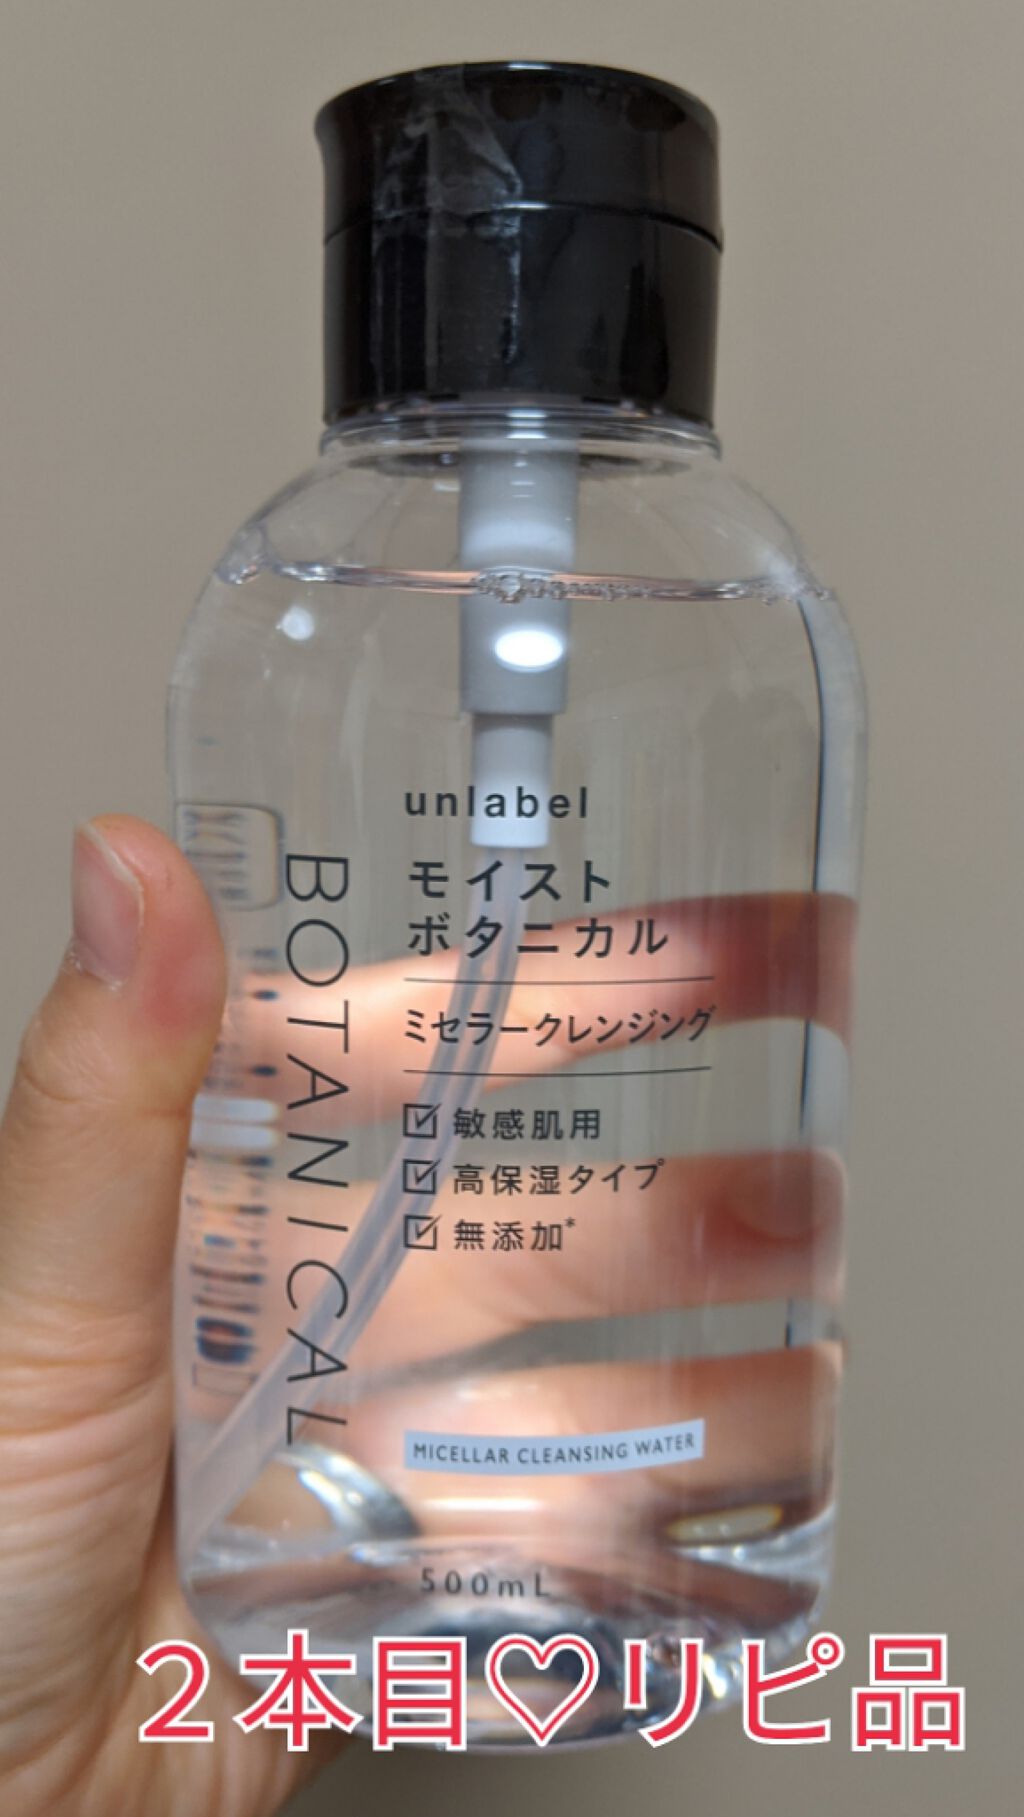 unlabel
モイスト
ボタニカル
ミセラークレンジング
敏感肌用
高保湿タイプ
無添加*
BOTANICAL
MICELLAR CLEANSING WATER
500mL
2本目♡リピ品